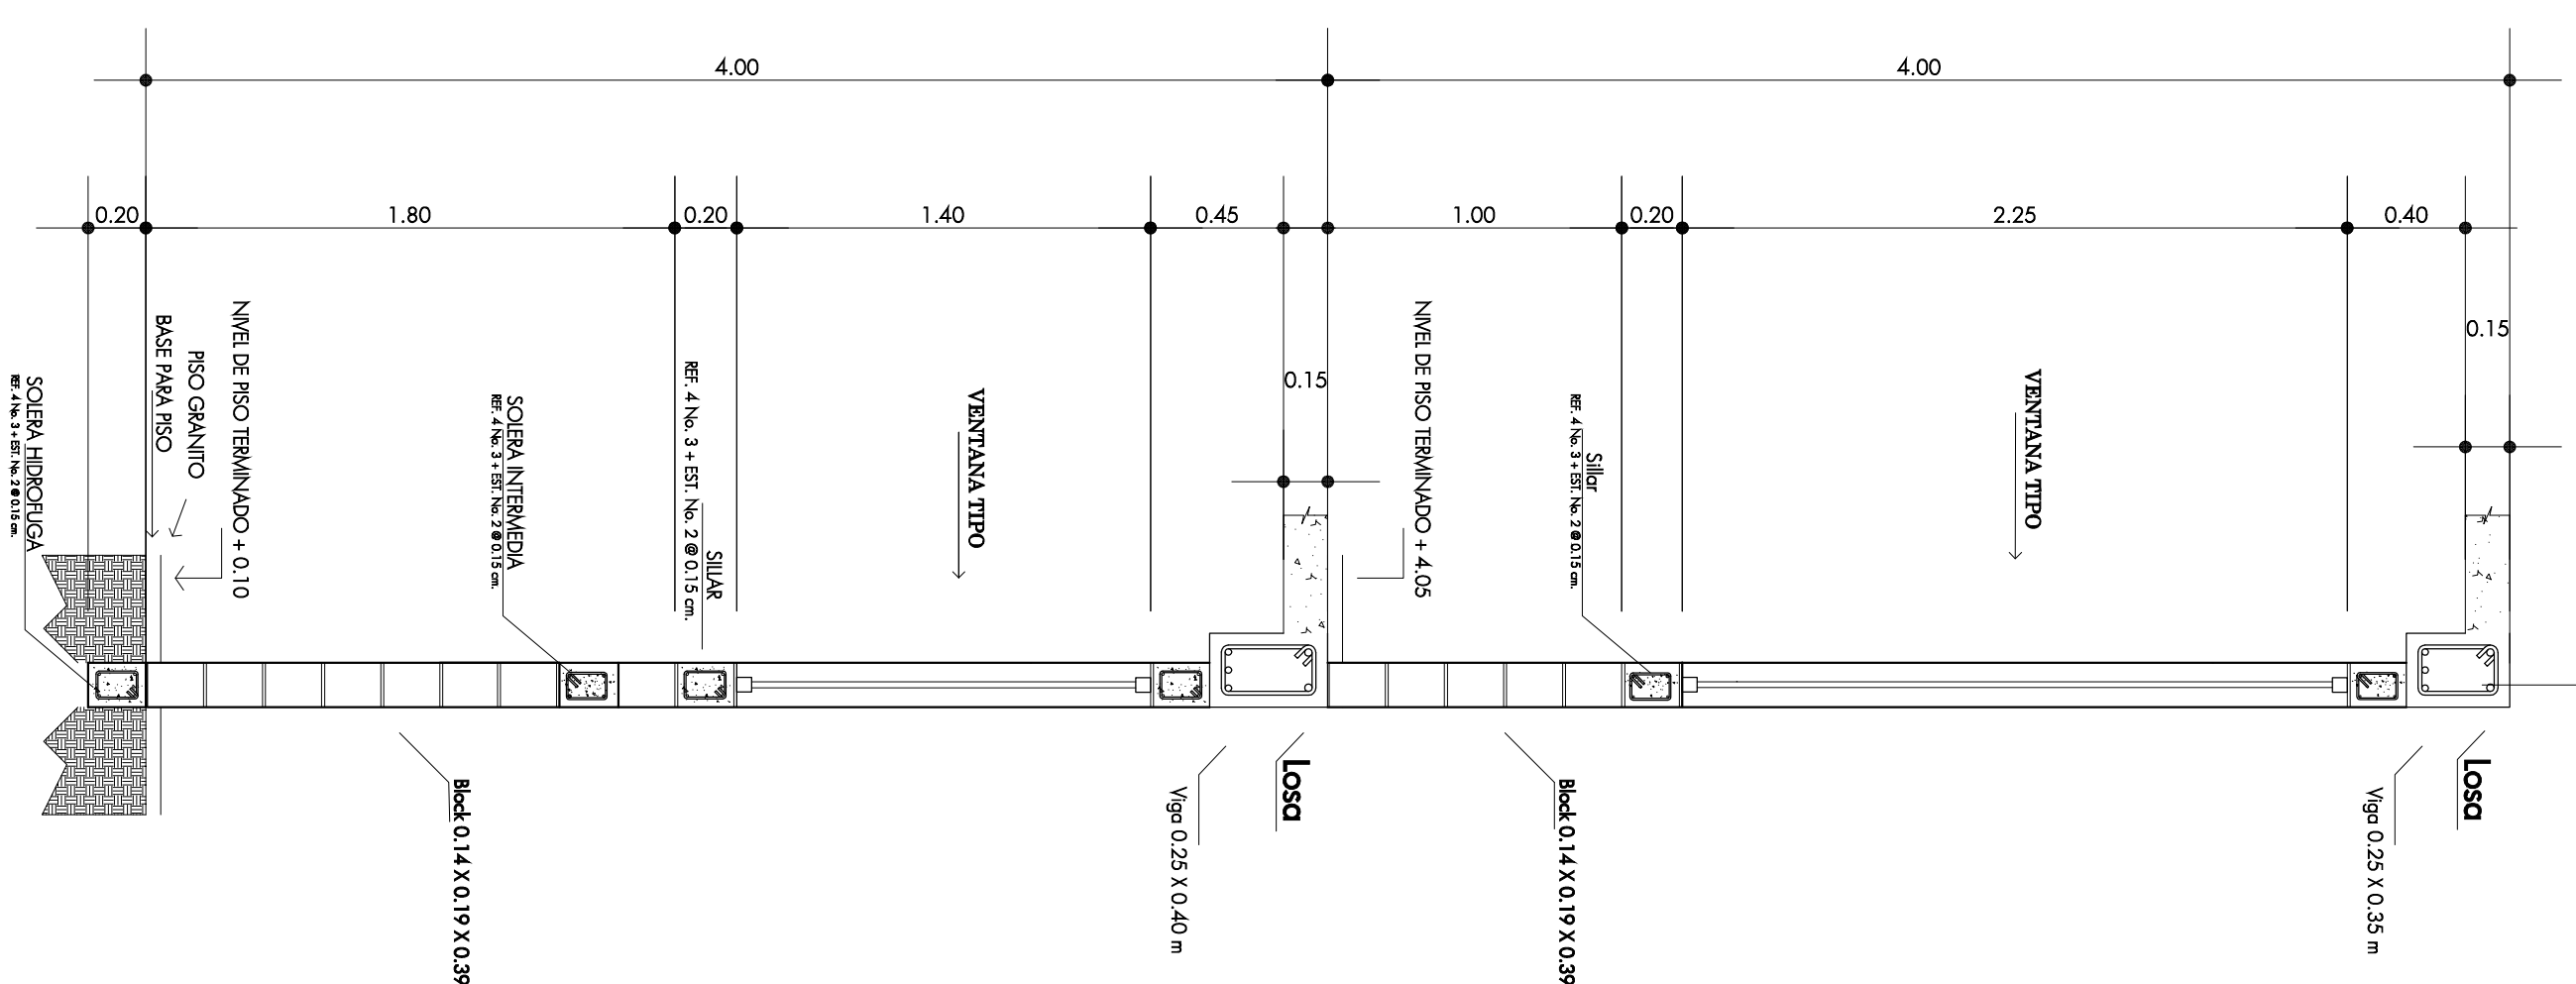 4.00
4.00
0.20
1.80
0.20
1.40
0.45
1.00
0.20
2.25
0.40
0.15
0.15
SOLERA HIDROFUGA
REF. 4 No. 3 + EST. No. 2 @ 0.15 cm.
BASE PARA PISO
PISO GRANITO
NIVEL DE PISO TERMINADO + 0.10
SOLERA INTERMEDIA
REF. 4 No. 3 + EST. No. 2 @ 0.15 cm.
SILLAR
REF. 4 No. 3 + EST. No. 2 @ 0.15 cm.
VENTANA TIPO
NIVEL DE PISO TERMINADO + 4.05
Sillar
REF. 4 No. 3 + EST. No. 2 @ 0.15 cm.
VENTANA TIPO
Block 0.14 X 0.19 X 0.39
Viga 0.25 X 0.40 m
Losa
Block 0.14 X 0.19 X 0.39
Viga 0.25 X 0.35 m
Losa